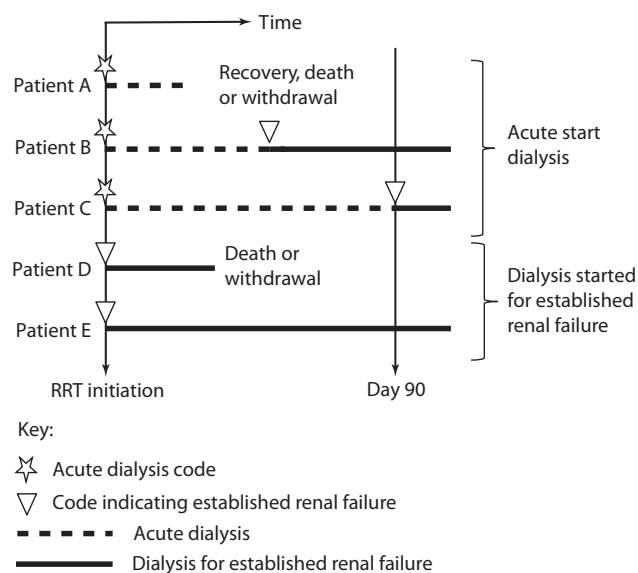 Time
Patient A
Recovery, death
or withdrawal
Patient B
Acute start
dialysis
Patient C
Patient D
Death or
withdrawal
Dialysis started
for established
renal failure
Patient E
RRT initiation
Day 90
Key:
Acute dialysis code
Code indicating established renal failure
Acute dialysis
Dialysis for established renal failure